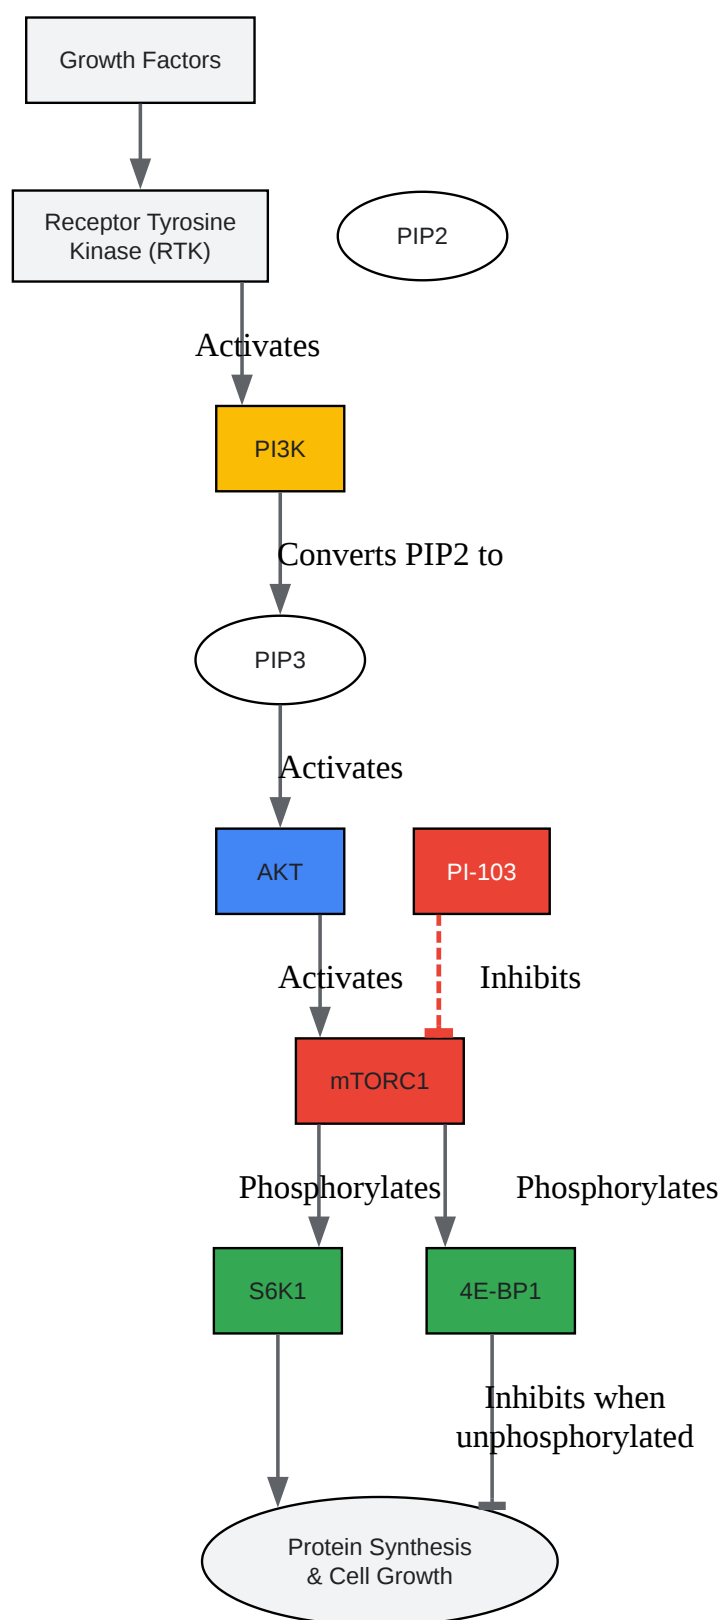 Growth Factors
Receptor Tyrosine
Kinase (RTK)
PIP2
Activates
PI3K
Converts PIP2 to
PIP3
Activates
AKT
PI-103
Activates
Inhibits
mTORC1
Phosphorylates
Phosphorylates
S6K1
4E-BP1
Inhibits when
unphosphorylated
Protein Synthesis
& Cell Growth